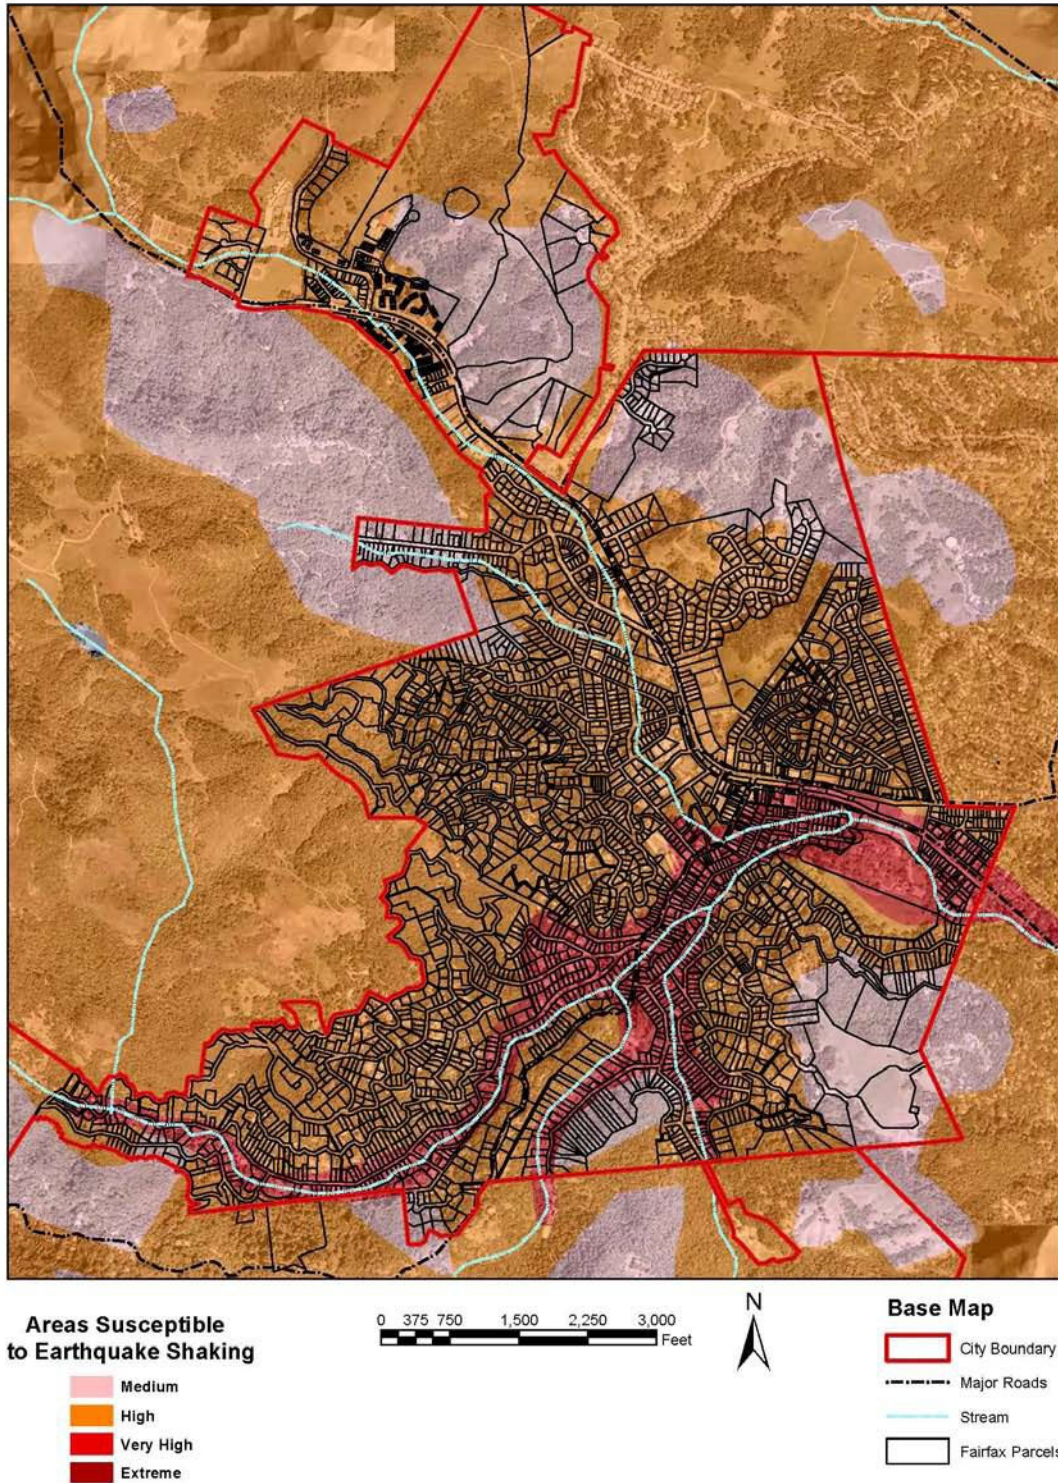 Areas Susceptible
to Earthquake Shaking
Medium
High
Very High
Extreme
0 375 750 1,500 2,250 3,000
Feet
N
Base Map
City Boundary
Major Roads
Stream
Fairfax Parcels